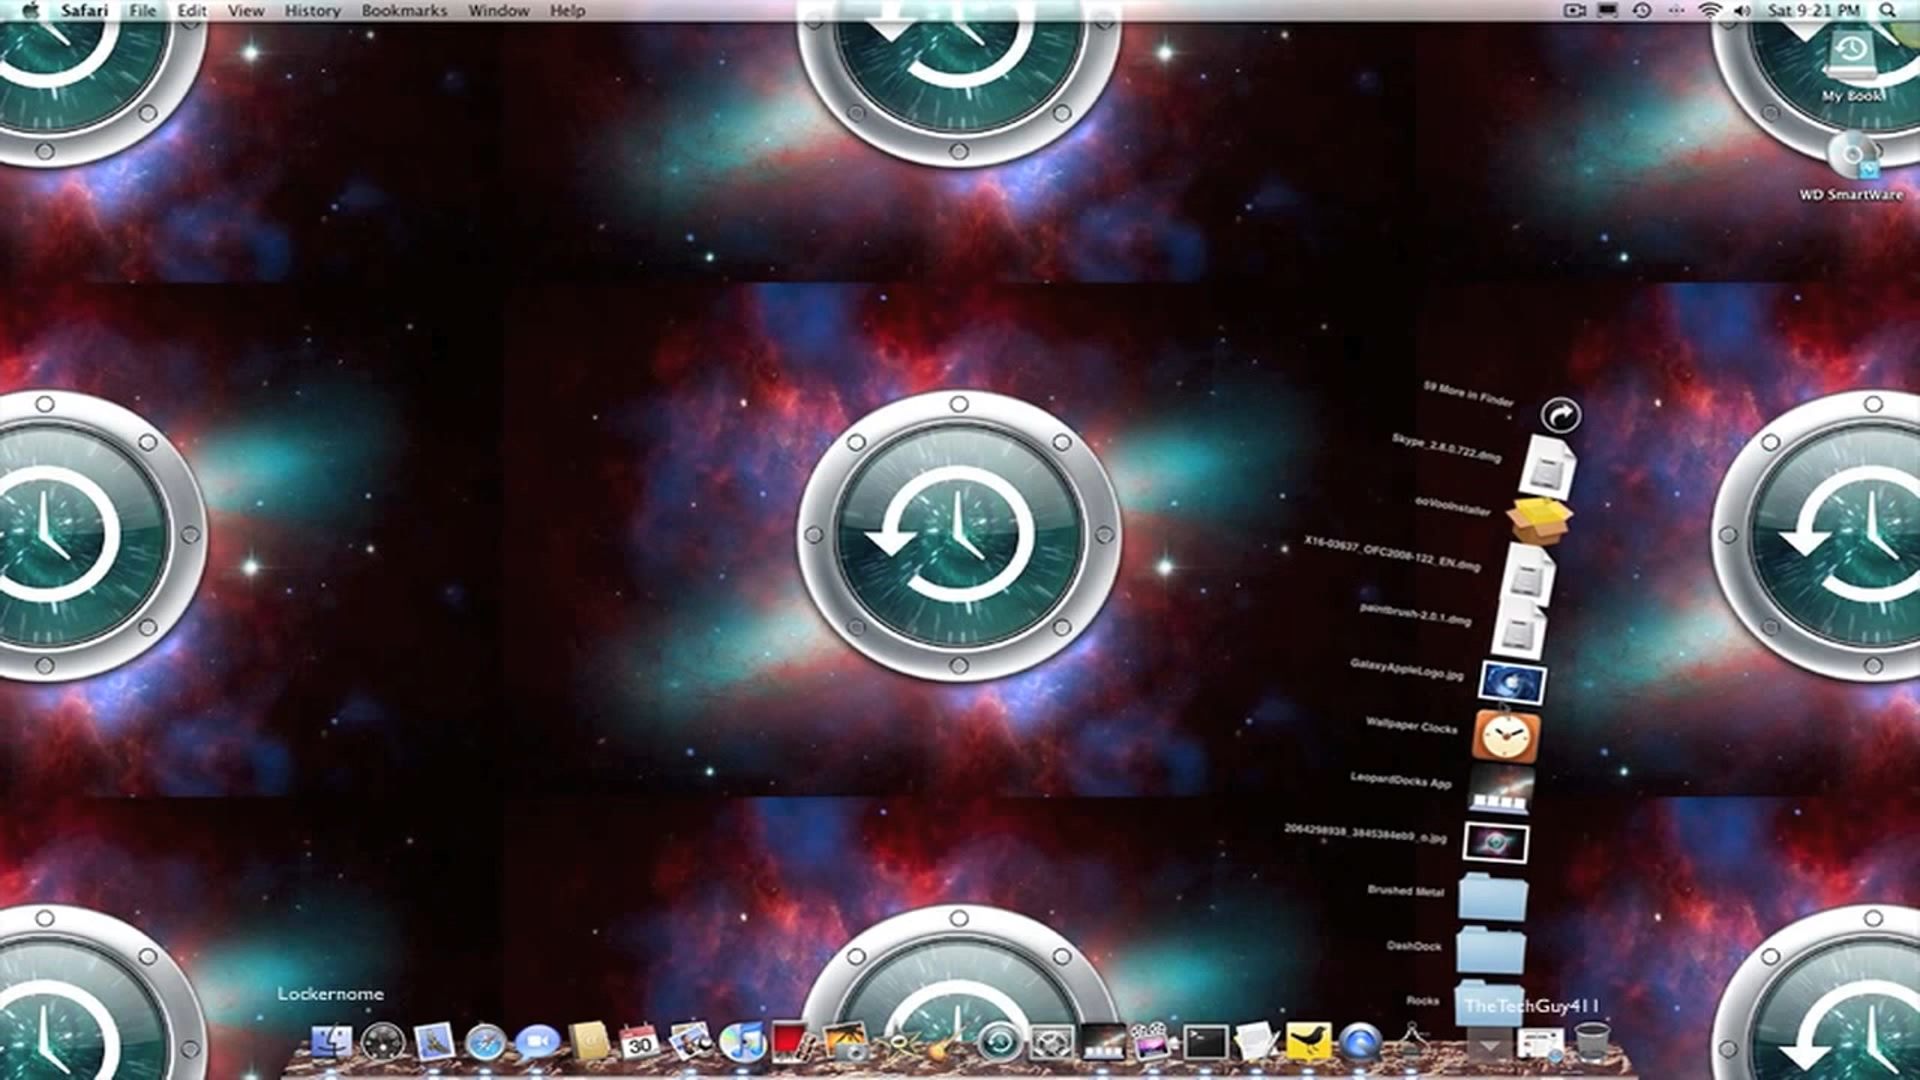 Safari File Edit View History Bookmarks Window Help
Sat 9:21 PM
My Book
WD SmartWare
59 More in Finder
Skype_2.8.0.722.dmg
ooVooInstaller
X16-03637_OFC2008-122_EN.dmg
paintbrush-2.0.1.dmg
GalaxyAppleLogo.jpg
Wallpaper Clocks
LeopardDocks App
2064298938_3845384eb9_o.jpg
Brushed Metal
DashDock
Rocks
Lockernome
TheTechGuy411
30